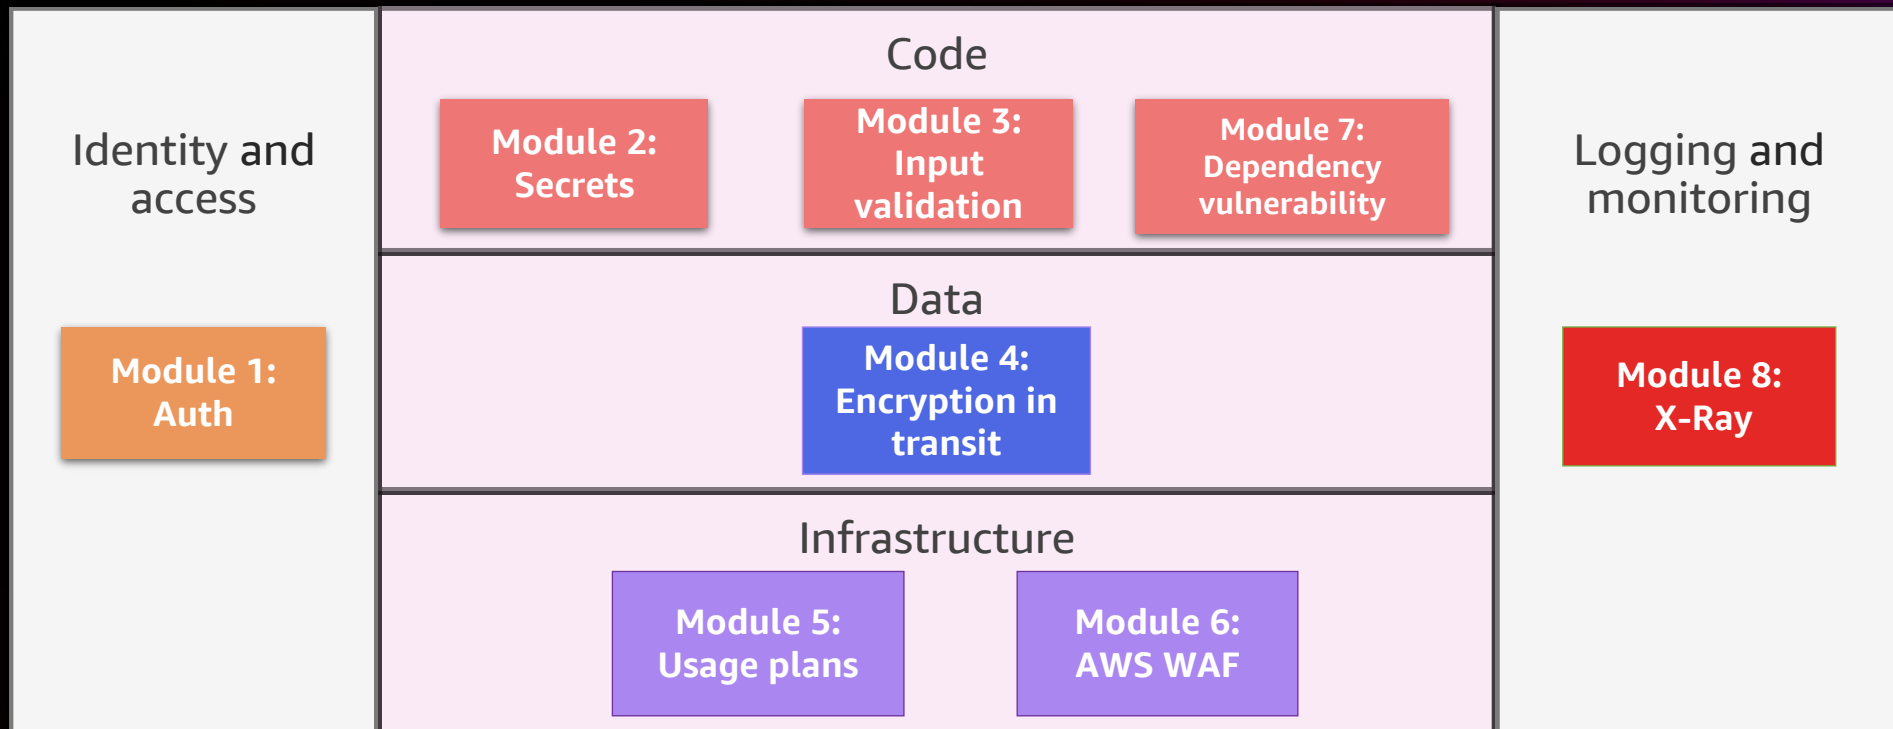 Identity and
access
Module 1:
Auth
Code
Module 2:
Secrets
Module 3:
Input
validation
Module 7:
Dependency
vulnerability
Data
Module 4:
Encryption in
transit
Infrastructure
Module 5:
Usage plans
Module 6:
AWS WAF
Logging and
monitoring
Module 8:
X-Ray